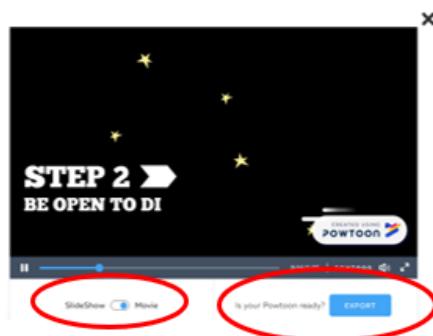 STEP 2
BE OPEN TO DI
CREATED USING
POWTOON
SlideShow Movie
Is your Powtoon ready? EXPORT